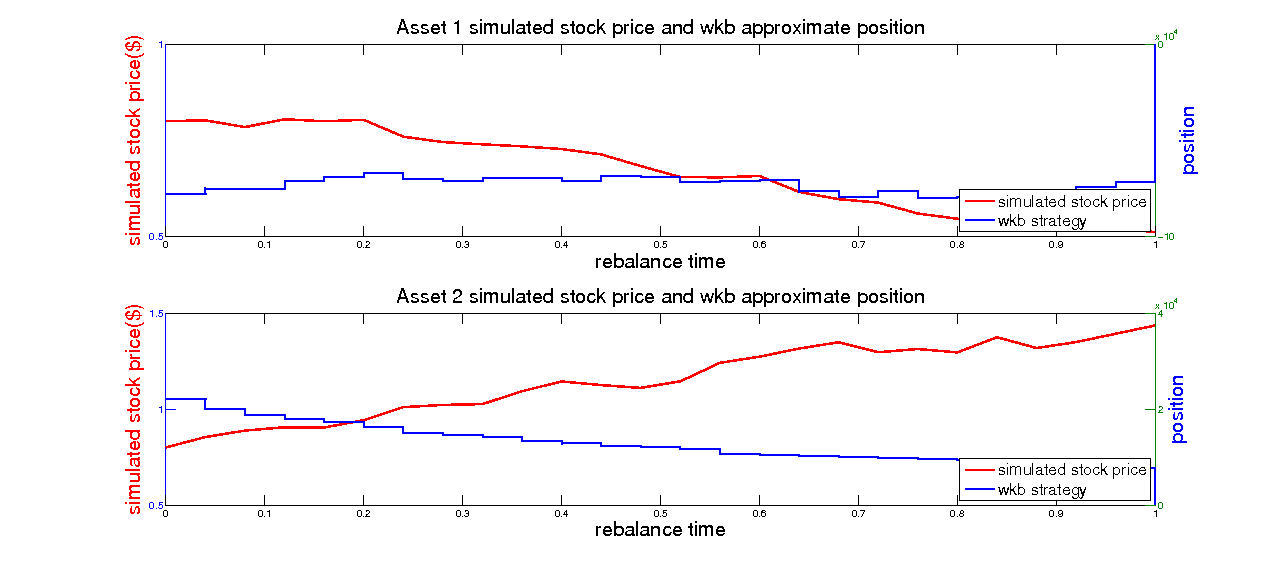 Asset 1 simulated stock price and wkb approximate position
x 10^4
1 0
simulated stock price($)
position
simulated stock price
wkb strategy
0.5 -10
0 0.1 0.2 0.3 0.4 0.5 0.6 0.7 0.8 0.9 1
rebalance time
Asset 2 simulated stock price and wkb approximate position
x 10^4
1.5 4
simulated stock price($)
1 2
position
simulated stock price
wkb strategy
0.5 0
0 0.1 0.2 0.3 0.4 0.5 0.6 0.7 0.8 0.9 1
rebalance time